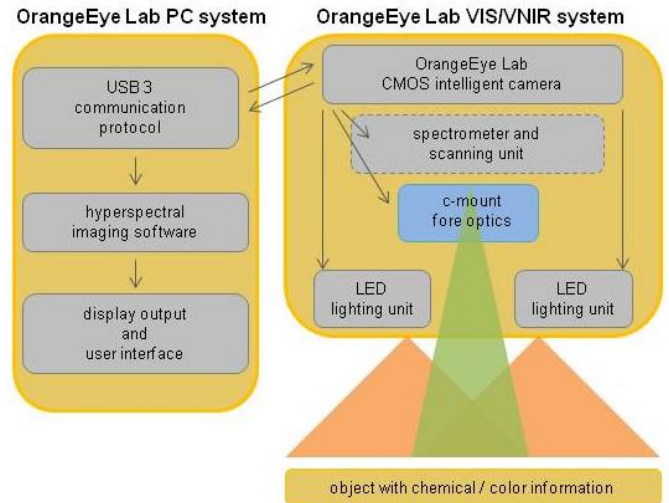 OrangeEye Lab PC system
USB 3
communication
protocol
hyperspectral
imaging software
display output
and
user interface
OrangeEye Lab VIS/VNIR system
OrangeEye Lab
CMOS intelligent camera
spectrometer and
scanning unit
c-mount
fore optics
LED
lighting unit
LED
lighting unit
object with chemical / color information